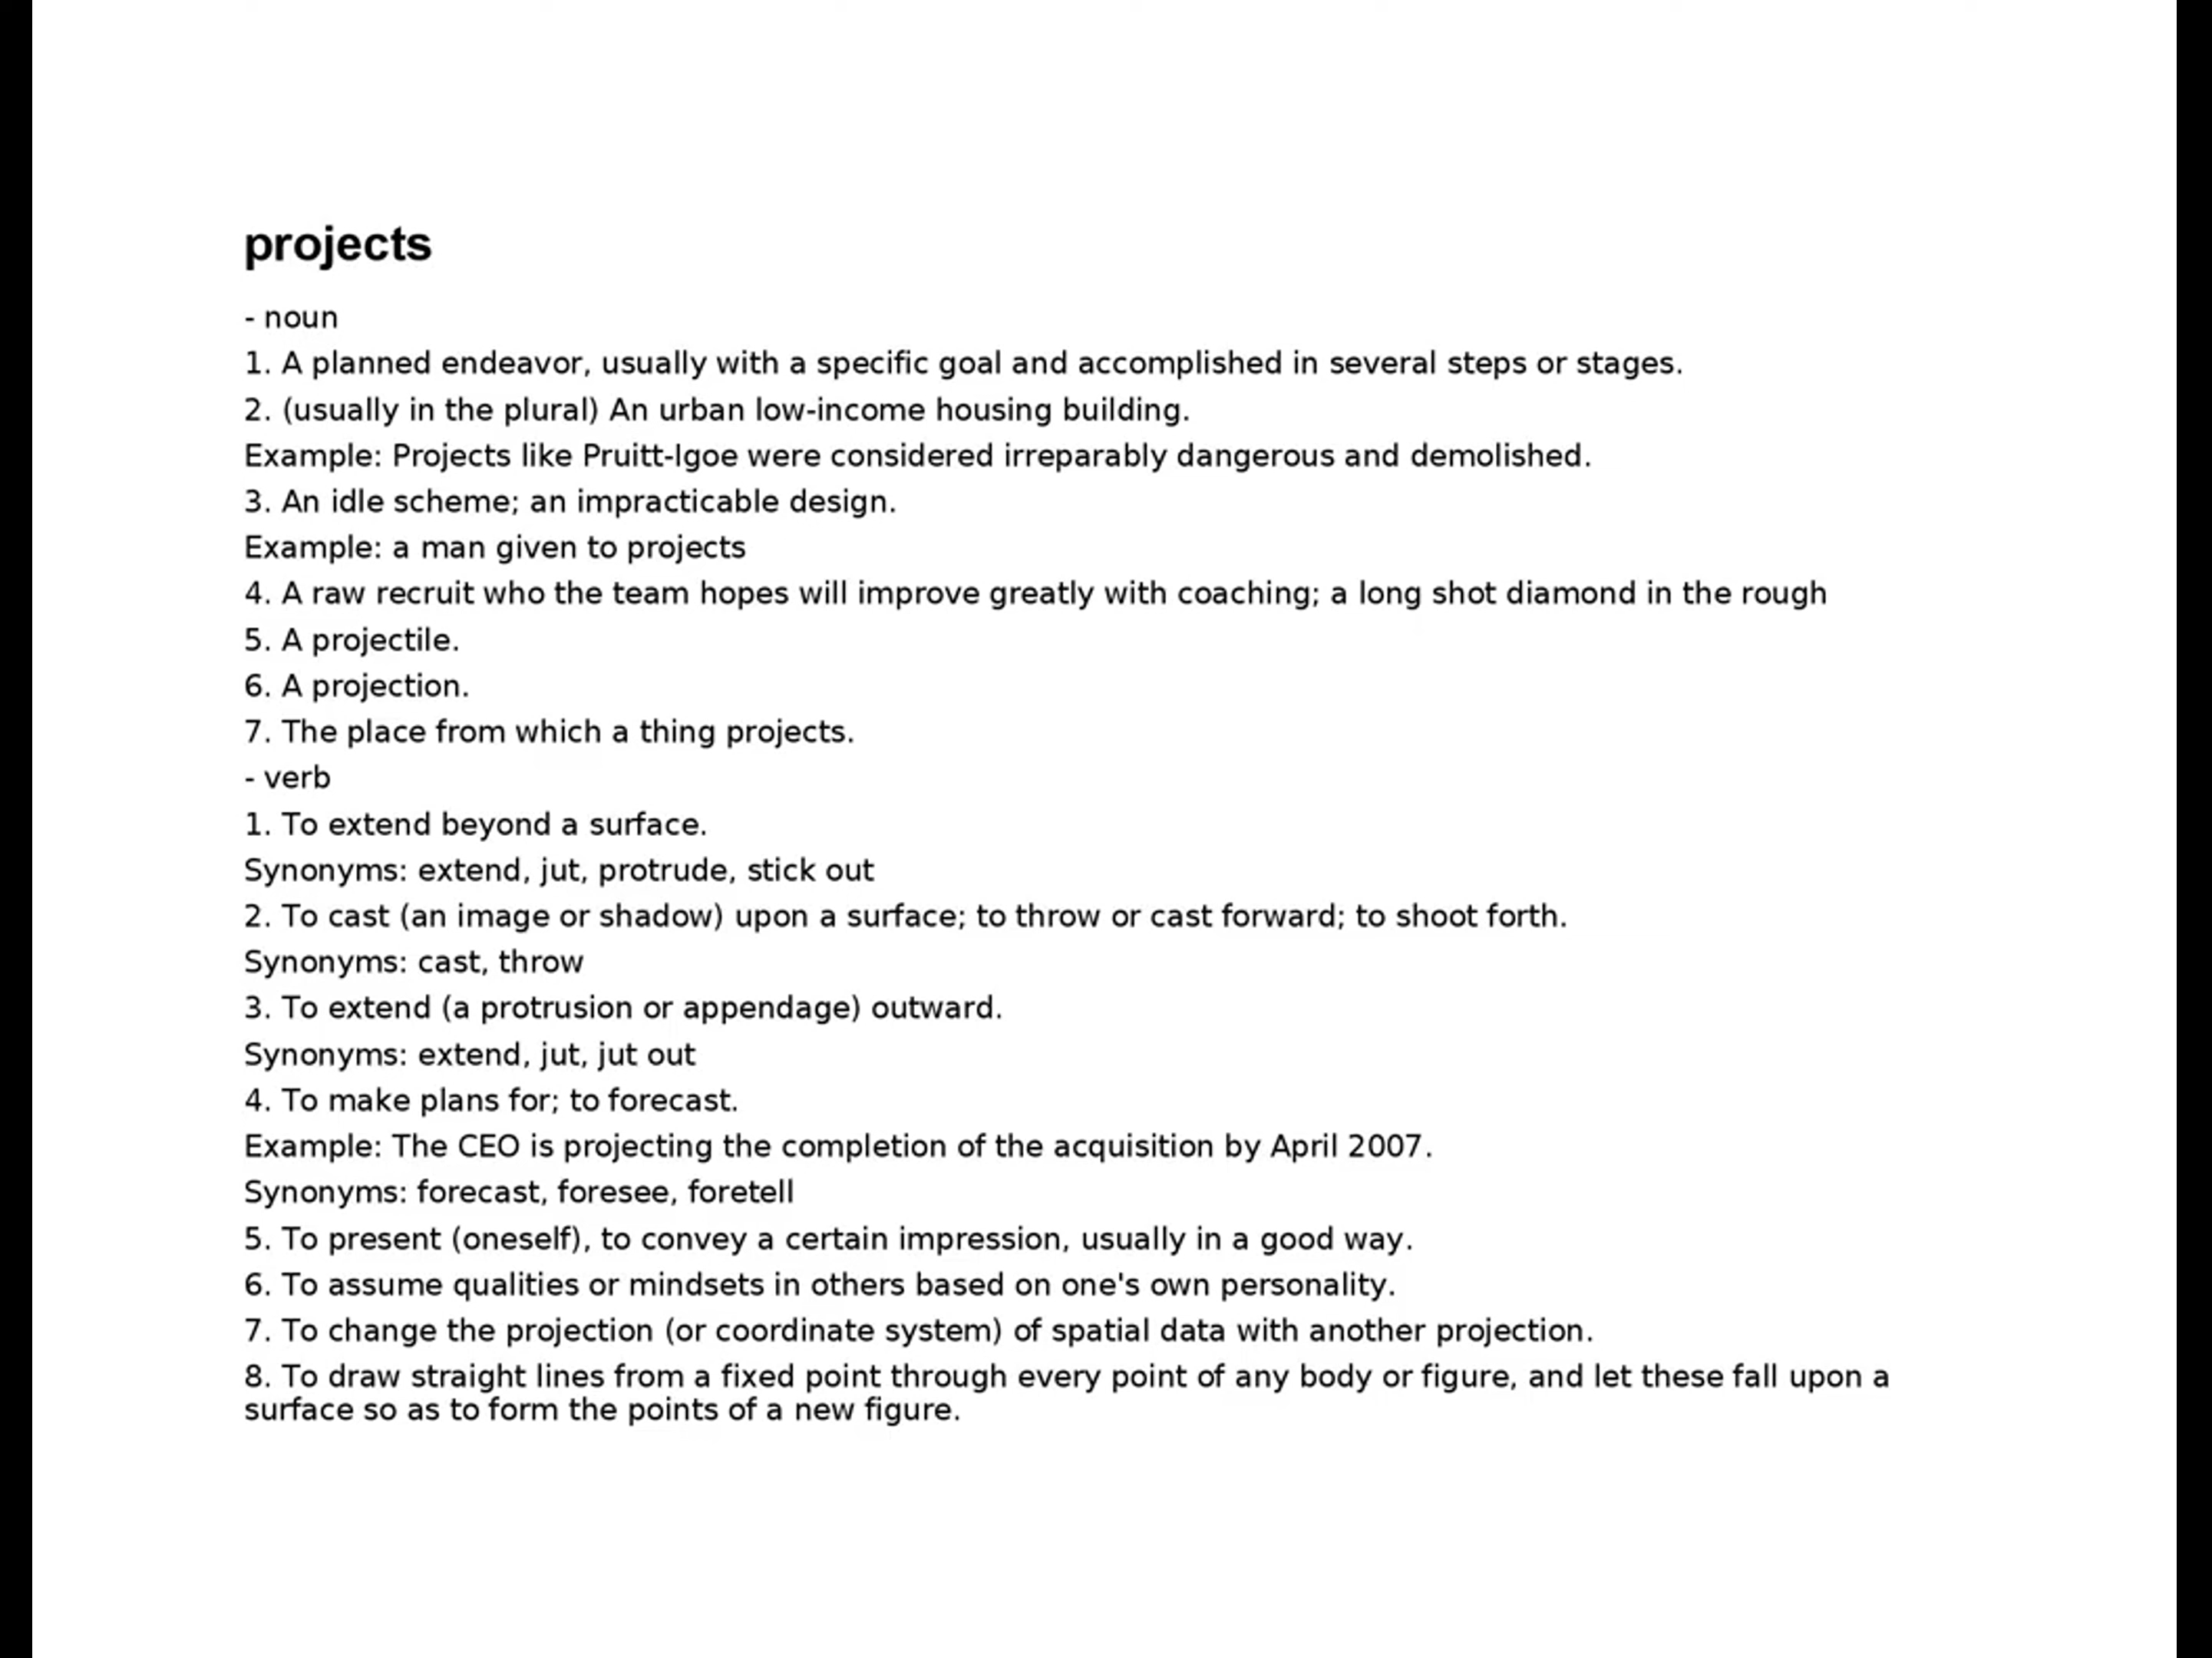 projects
- noun
1. A planned endeavor, usually with a specific goal and accomplished in several steps or stages.
2. (usually in the plural) An urban low-income housing building.
Example: Projects like Pruitt-Igoe were considered irreparably dangerous and demolished.
3. An idle scheme; an impracticable design.
Example: a man given to projects
4. A raw recruit who the team hopes will improve greatly with coaching; a long shot diamond in the rough
5. A projectile.
6. A projection.
7. The place from which a thing projects.
- verb
1. To extend beyond a surface.
Synonyms: extend, jut, protrude, stick out
2. To cast (an image or shadow) upon a surface; to throw or cast forward; to shoot forth.
Synonyms: cast, throw
3. To extend (a protrusion or appendage) outward.
Synonyms: extend, jut, jut out
4. To make plans for; to forecast.
Example: The CEO is projecting the completion of the acquisition by April 2007.
Synonyms: forecast, foresee, foretell
5. To present (oneself), to convey a certain impression, usually in a good way.
6. To assume qualities or mindsets in others based on one's own personality.
7. To change the projection (or coordinate system) of spatial data with another projection.
8. To draw straight lines from a fixed point through every point of any body or figure, and let these fall upon a
surface so as to form the points of a new figure.